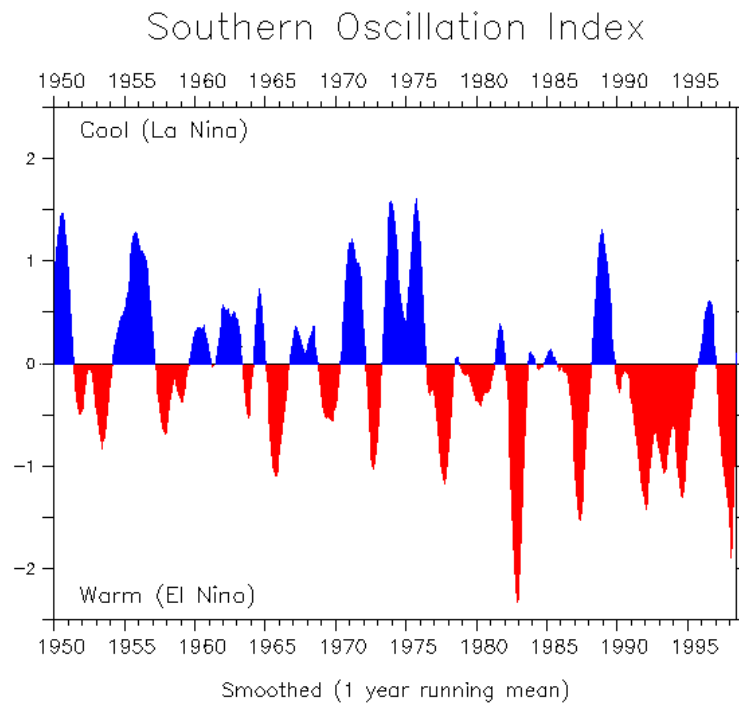 Southern Oscillation Index
1950 1955 1960 1965 1970 1975 1980 1985 1990 1995
Cool (La Nina)
2
1
0
-1
-2
Warm (El Nino)
1950 1955 1960 1965 1970 1975 1980 1985 1990 1995
Smoothed (1 year running mean)